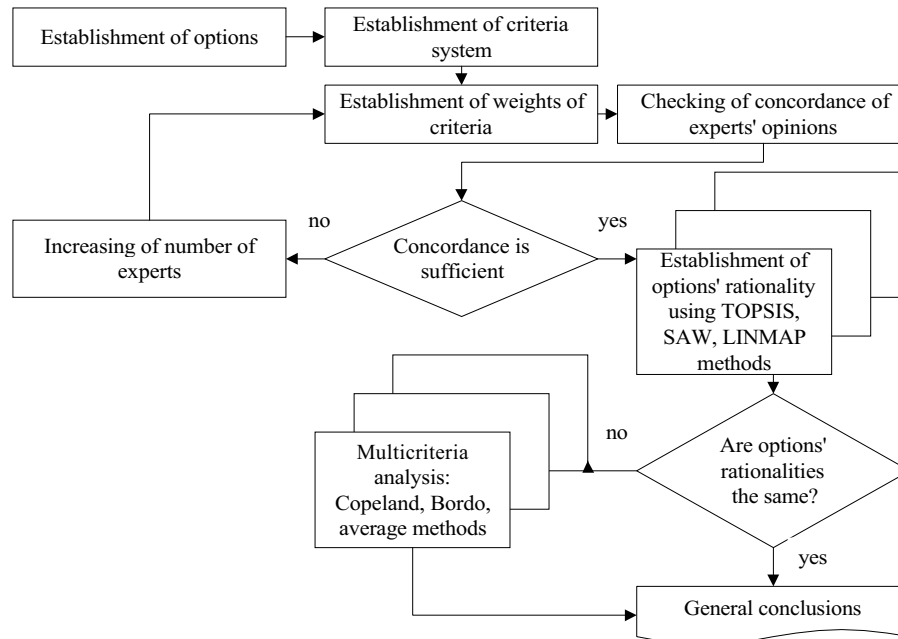 Establishment of options
Establishment of criteria
system
Establishment of weights of
criteria
Checking of concordance of
experts' opinions
no
yes
Increasing of number of
experts
Concordance is
sufficient
Establishment of
options' rationality
using TOPSIS,
SAW, LINMAP
methods
no
Multicriteria
analysis:
Copeland, Bordo,
average methods
Are options'
rationalities
the same?
yes
General conclusions